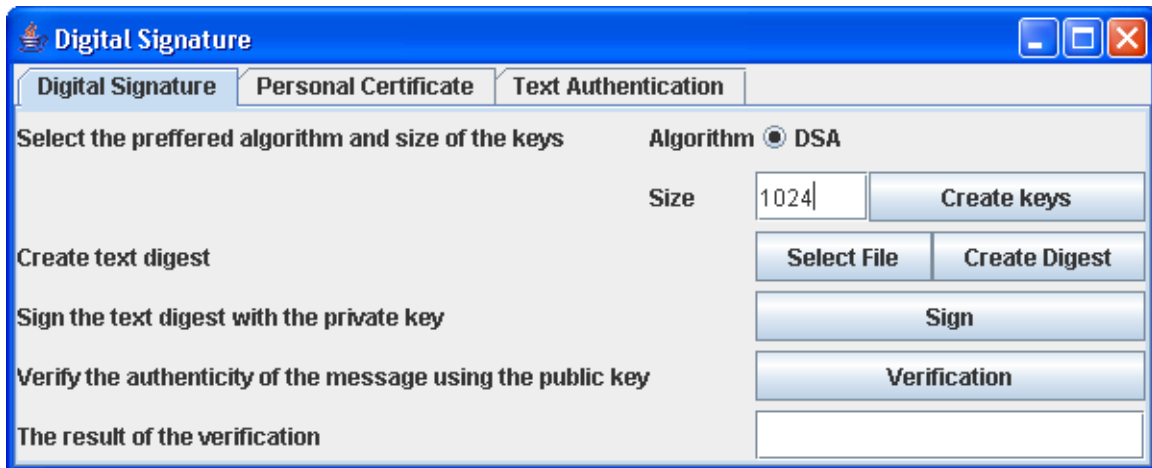 Digital Signature
Digital Signature Personal Certificate Text Authentication
Select the preffered algorithm and size of the keys Algorithm DSA
Size 1024 Create keys
Create text digest Select File Create Digest
Sign the text digest with the private key Sign
Verify the authenticity of the message using the public key Verification
The result of the verification